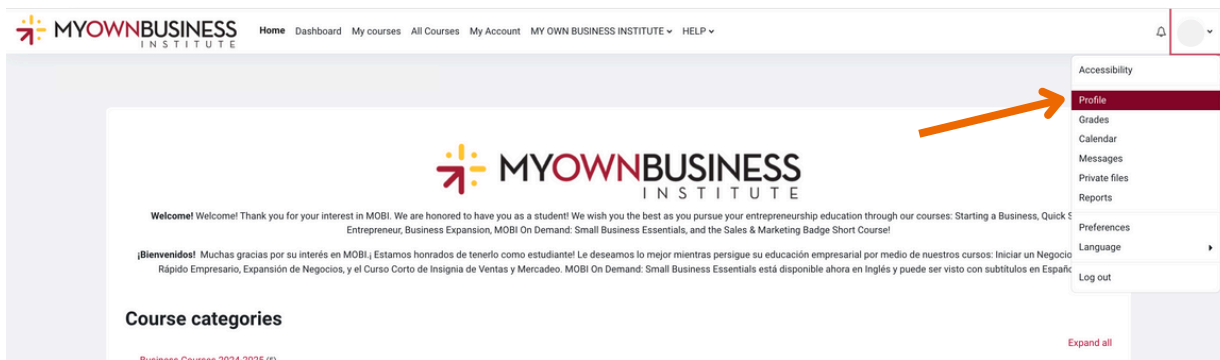 MYOWNBUSINESS
INSTITUTE
Home Dashboard My courses All Courses My Account MY OWN BUSINESS INSTITUTE HELP
Accessibility
Profile
Grades
Calendar
Messages
Private files
Reports
Preferences
Language
Log out
MYOWNBUSINESS
INSTITUTE
Welcome! Welcome! Thank you for your interest in MOBI. We are honored to have you as a student! We wish you the best as you pursue your entrepreneurship education through our courses: Starting a Business, Quick S
Entrepreneur, Business Expansion, MOBI On Demand: Small Business Essentials, and the Sales & Marketing Badge Short Course!
¡Bienvenidos! Muchas gracias por su interés en MOBI.¡ Estamos honrados de tenerlo como estudiante! Le deseamos lo mejor mientras persigue su educación empresarial por medio de nuestros cursos: Iniciar un Negocio
Rápido Empresario, Expansión de Negocios, y el Curso Corto de Insignia de Ventas y Mercadeo. MOBI On Demand: Small Business Essentials está disponible ahora en Inglés y puede ser visto con subtítulos en Españo
Course categories
Expand all
Business Courses 2024-2025 (5)